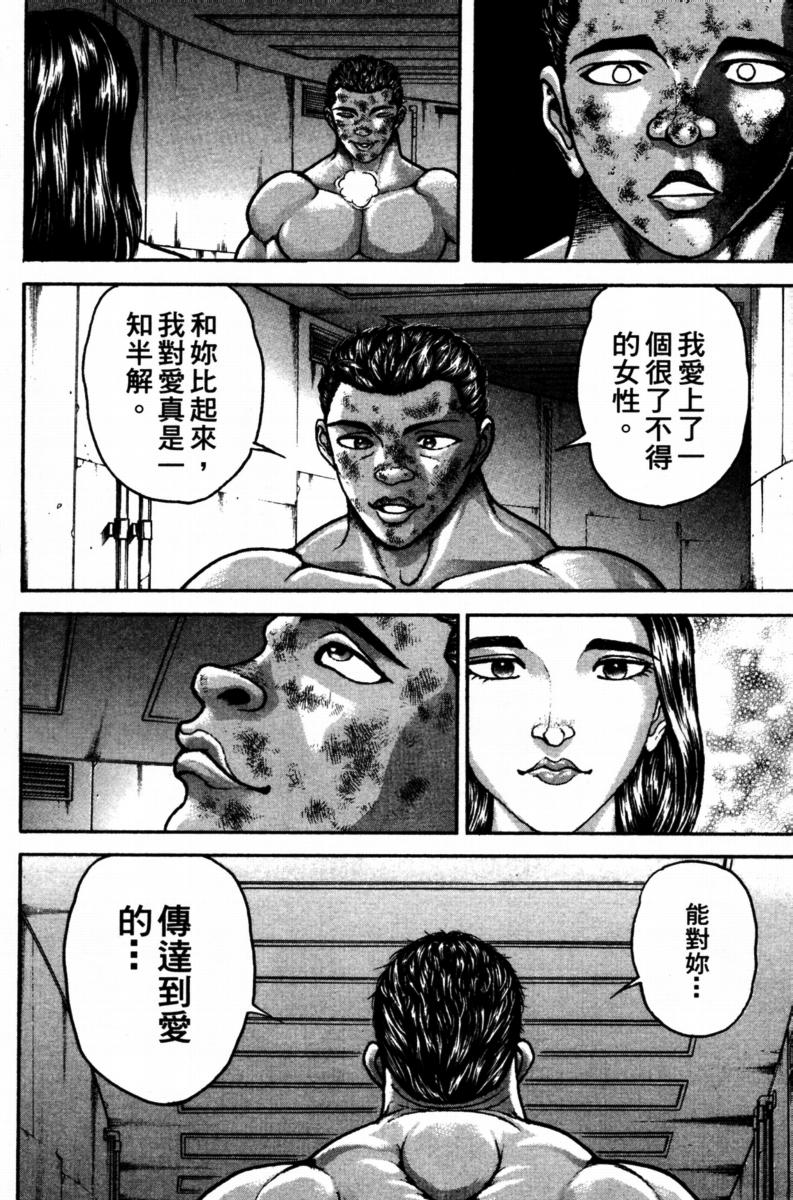 我愛上了一
個很了不得
的女性。
和妳比起來，
我對愛真是一
知半解。
能對妳⋯
傳達到愛
的⋯